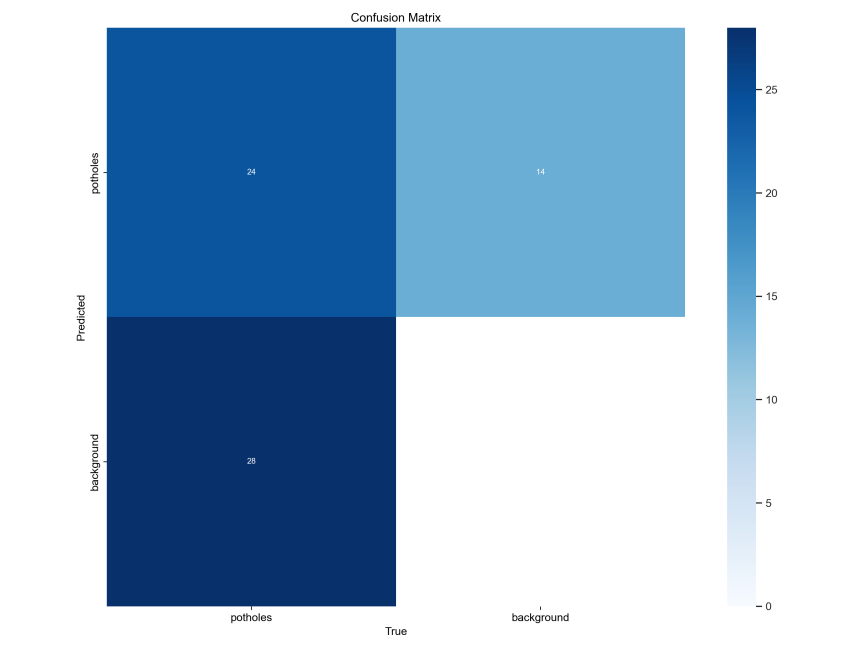 Confusion Matrix
potholes
24
14
25
20
Predicted
15
10
background
28
5
0
potholes
background
True